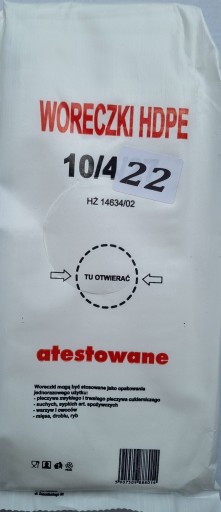 WORECZKI HDPE
10/4 22
HŻ 14634/02
TU OTWIERAĆ
atestowane
Woreczki mogą być stosowane jako opakowania
jednorazowego użytku:
- pieczywa zwykłego i trwałego pieczywa cukierniczego
- suchych, sypkich art. spożywczych
- warzyw i owoców
- mięsa, drobiu, ryb